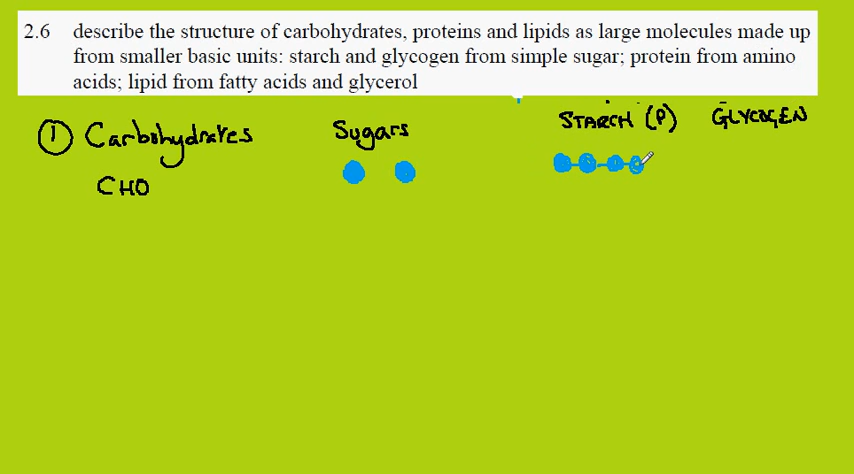 2.6 describe the structure of carbohydrates, proteins and lipids as large molecules made up
from smaller basic units: starch and glycogen from simple sugar; protein from amino
acids; lipid from fatty acids and glycerol
① Carbohydrates Sugars STARCH (P) GLYCOGEN
CHO